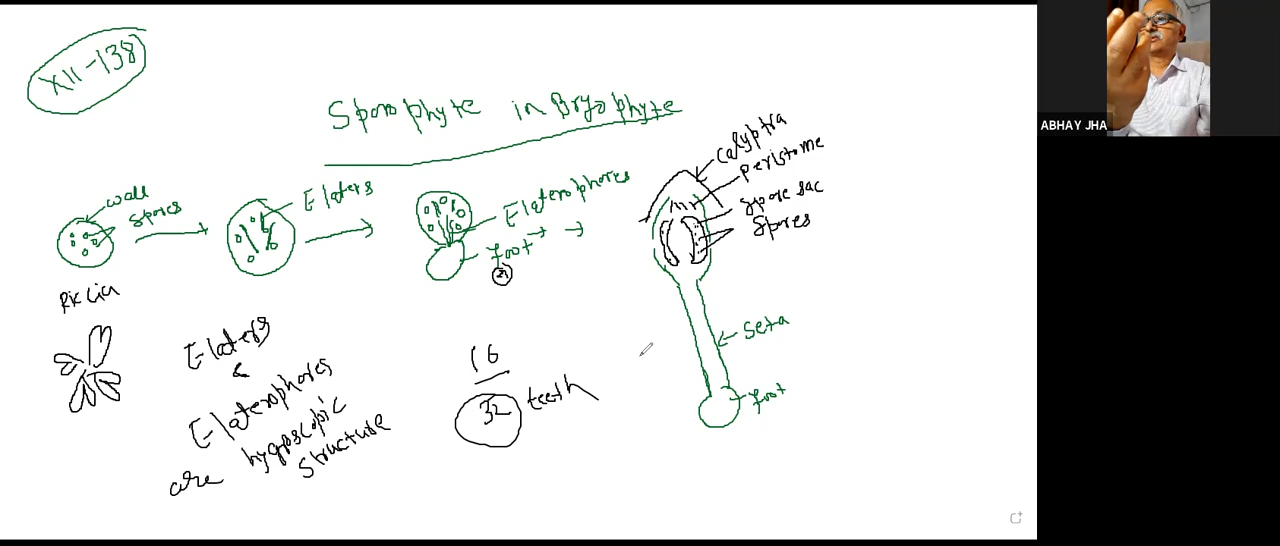 XII-138
Sporophyte in Bryophyte
wall
Spores
Elaters
Elaterophores
foot
(2n)
Calyptra
peristome
spore sac
Spores
Riccia
Seta
foot
Elaters
&
Elaterophores
are hygroscopic
structure
16
32 teeth
ABHAY JHA